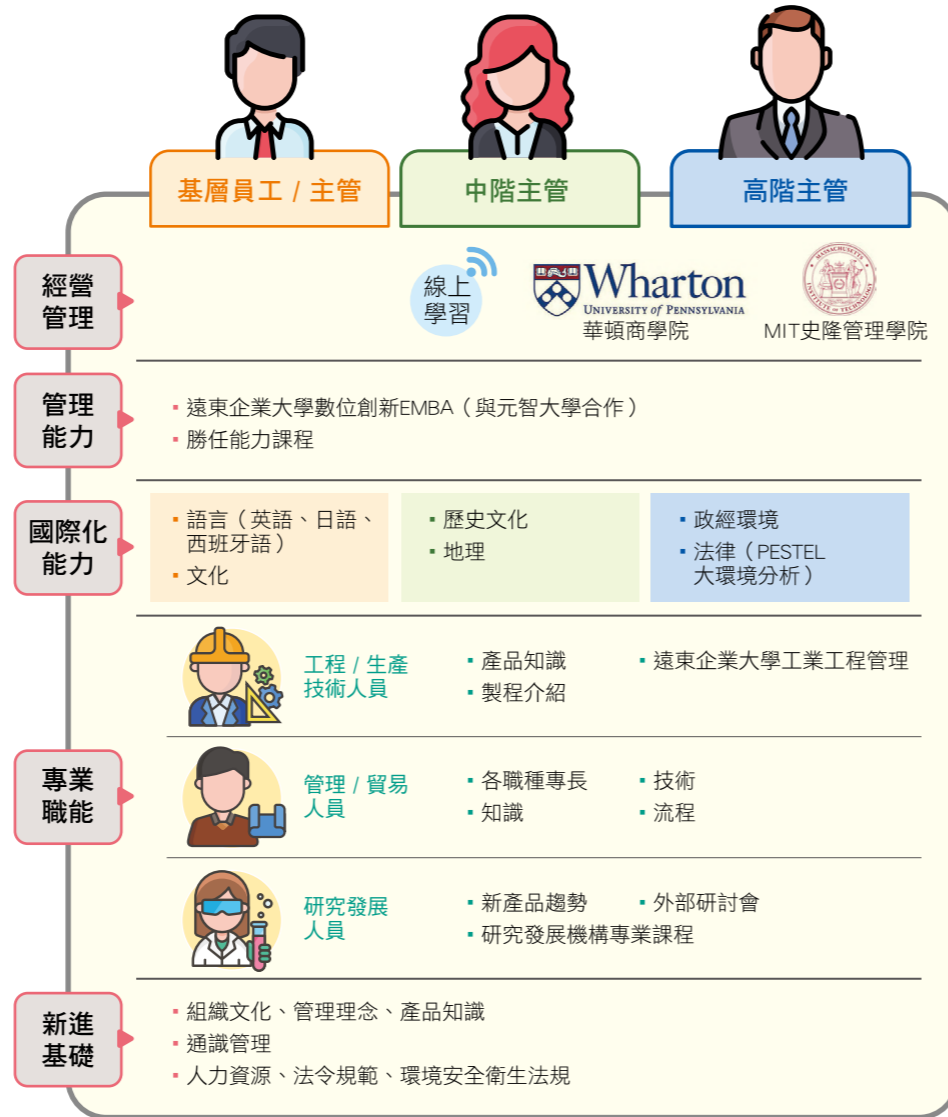 基層員工 / 主管
中階主管
高階主管
經營
管理
線上
學習
Wharton
UNIVERSITY OF PENNSYLVANIA
華頓商學院
MASSACHUSETTS
INSTITUTE OF TECHNOLOGY
MIT史隆管理學院
管理
能力
▪ 遠東企業大學數位創新EMBA（與元智大學合作）
▪ 勝任能力課程
國際化
能力
▪ 語言（英語、日語、
西班牙語）
▪ 文化
▪ 歷史文化
▪ 地理
▪ 政經環境
▪ 法律（PESTEL
大環境分析）
專業
職能
工程 / 生產
技術人員
▪ 產品知識
▪ 製程介紹
▪ 遠東企業大學工業工程管理
管理 / 貿易
人員
▪ 各職種專長
▪ 知識
▪ 技術
▪ 流程
研究發展
人員
▪ 新產品趨勢
▪ 外部研討會
▪ 研究發展機構專業課程
新進
基礎
▪ 組織文化、管理理念、產品知識
▪ 通識管理
▪ 人力資源、法令規範、環境安全衛生法規